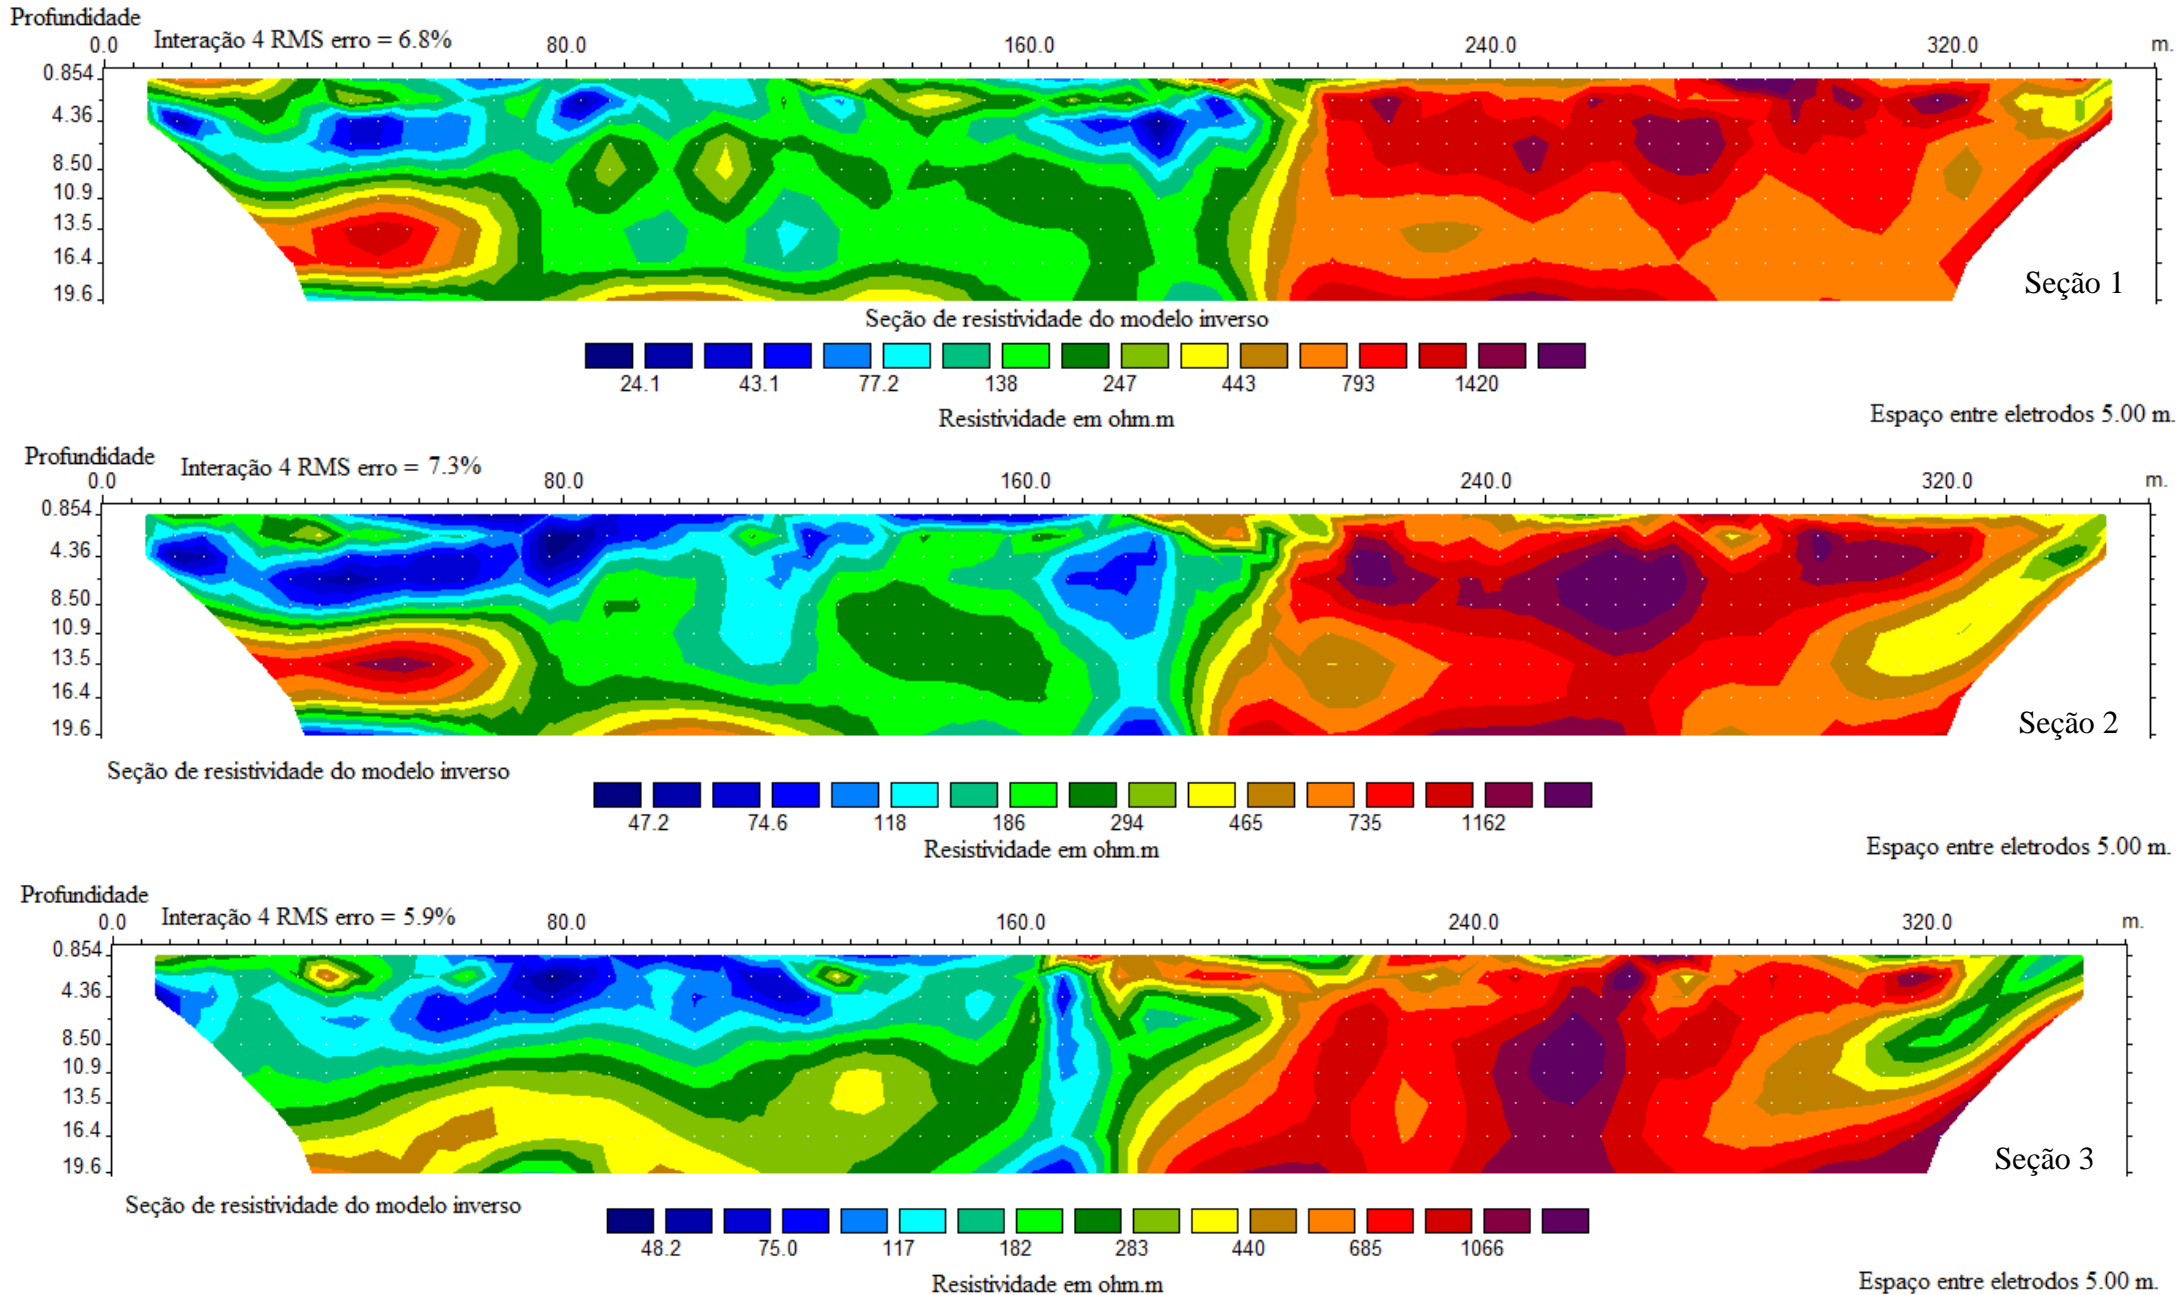 Profundidade
Interação 4 RMS erro = 6.8%
0.0 80.0 160.0 240.0 320.0 m.
0.854
4.36
8.50
10.9
13.5
16.4
19.6
Seção 1
Seção de resistividade do modelo inverso
24.1 43.1 77.2 138 247 443 793 1420
Resistividade em ohm.m
Espaço entre eletrodos 5.00 m.
Profundidade
Interação 4 RMS erro = 7.3%
0.0 80.0 160.0 240.0 320.0 m.
0.854
4.36
8.50
10.9
13.5
16.4
19.6
Seção 2
Seção de resistividade do modelo inverso
47.2 74.6 118 186 294 465 735 1162
Resistividade em ohm.m
Espaço entre eletrodos 5.00 m.
Profundidade
Interação 4 RMS erro = 5.9%
0.0 80.0 160.0 240.0 320.0 m.
0.854
4.36
8.50
10.9
13.5
16.4
19.6
Seção 3
Seção de resistividade do modelo inverso
48.2 75.0 117 182 283 440 685 1066
Resistividade em ohm.m
Espaço entre eletrodos 5.00 m.